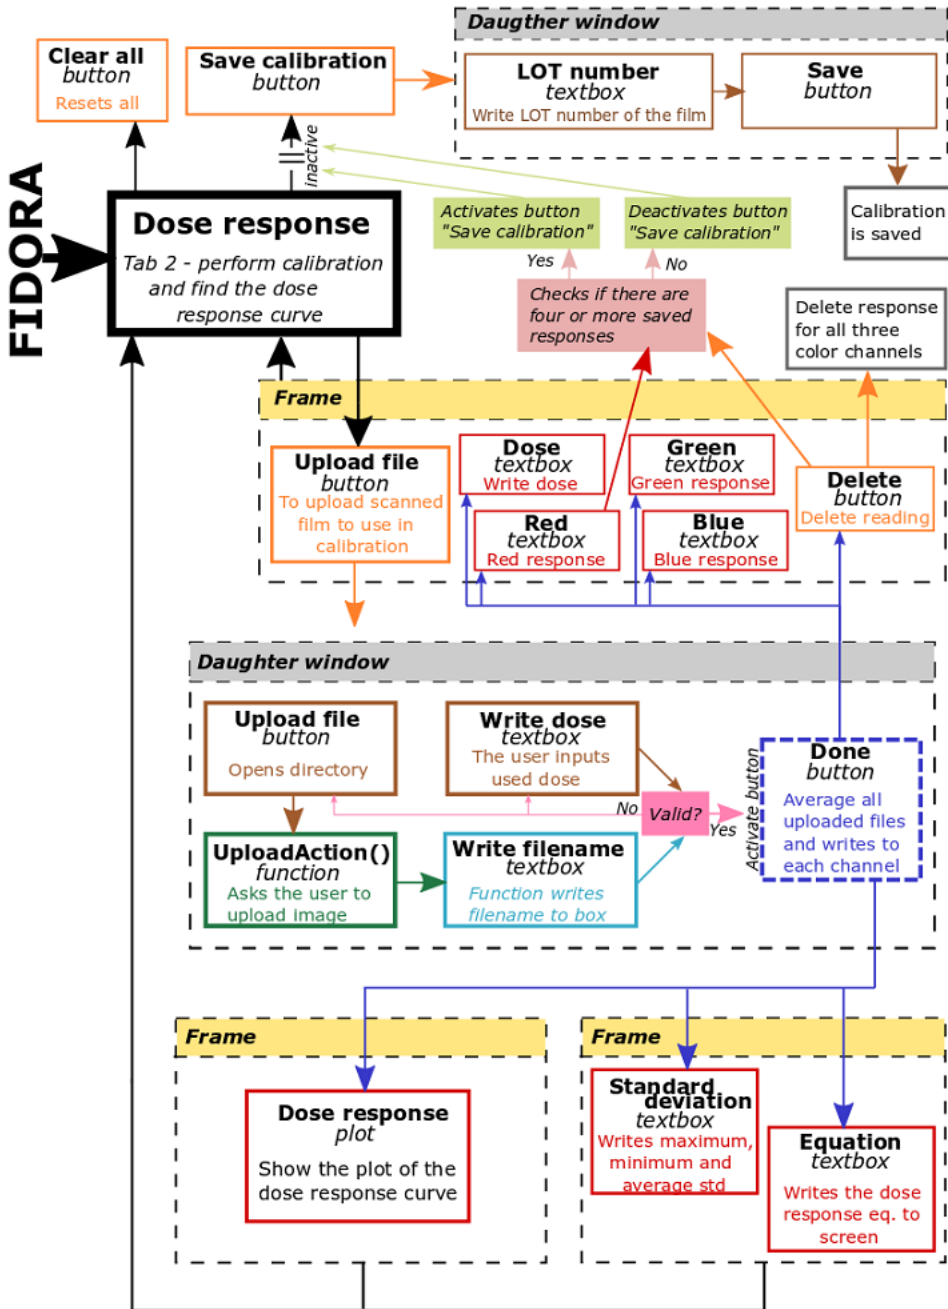 Daugther window
Clear all
button
Resets all
Save calibration
button
LOT number
textbox
Write LOT number of the film
Save
button
inactive
FIDORA
Dose response
Tab 2 - perform calibration
and find the dose
response curve
Activates button
"Save calibration"
Deactivates button
"Save calibration"
Calibration
is saved
Yes
No
Checks if there are
four or more saved
responses
Delete response
for all three
color channels
Frame
Upload file
button
To upload scanned
film to use in
calibration
Dose
textbox
Write dose
Green
textbox
Green response
Red
textbox
Red response
Blue
textbox
Blue response
Delete
button
Delete reading
Daughter window
Upload file
button
Opens directory
Write dose
textbox
The user inputs
used dose
No
Valid?
Yes
Activate button
Done
button
Average all
uploaded files
and writes to
each channel
UploadAction()
function
Asks the user to
upload image
Write filename
textbox
Function writes
filename to box
Frame
Dose response
plot
Show the plot of the
dose response curve
Frame
Standard
deviation
textbox
Writes maximum,
minimum and
average std
Equation
textbox
Writes the dose
response eq. to
screen